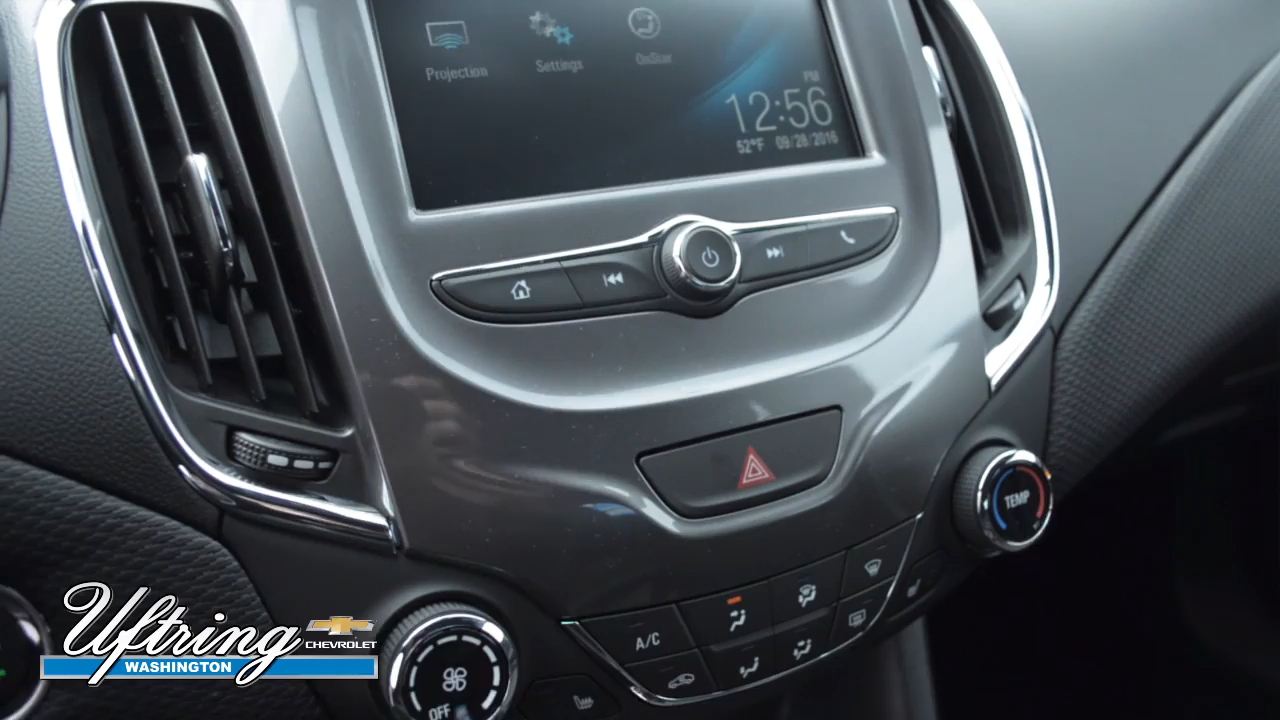 Projection
Settings
OnStar
PM
12:56
52°F 09/28/2016
TEMP
A/C
OFF
Uftring
CHEVROLET
WASHINGTON